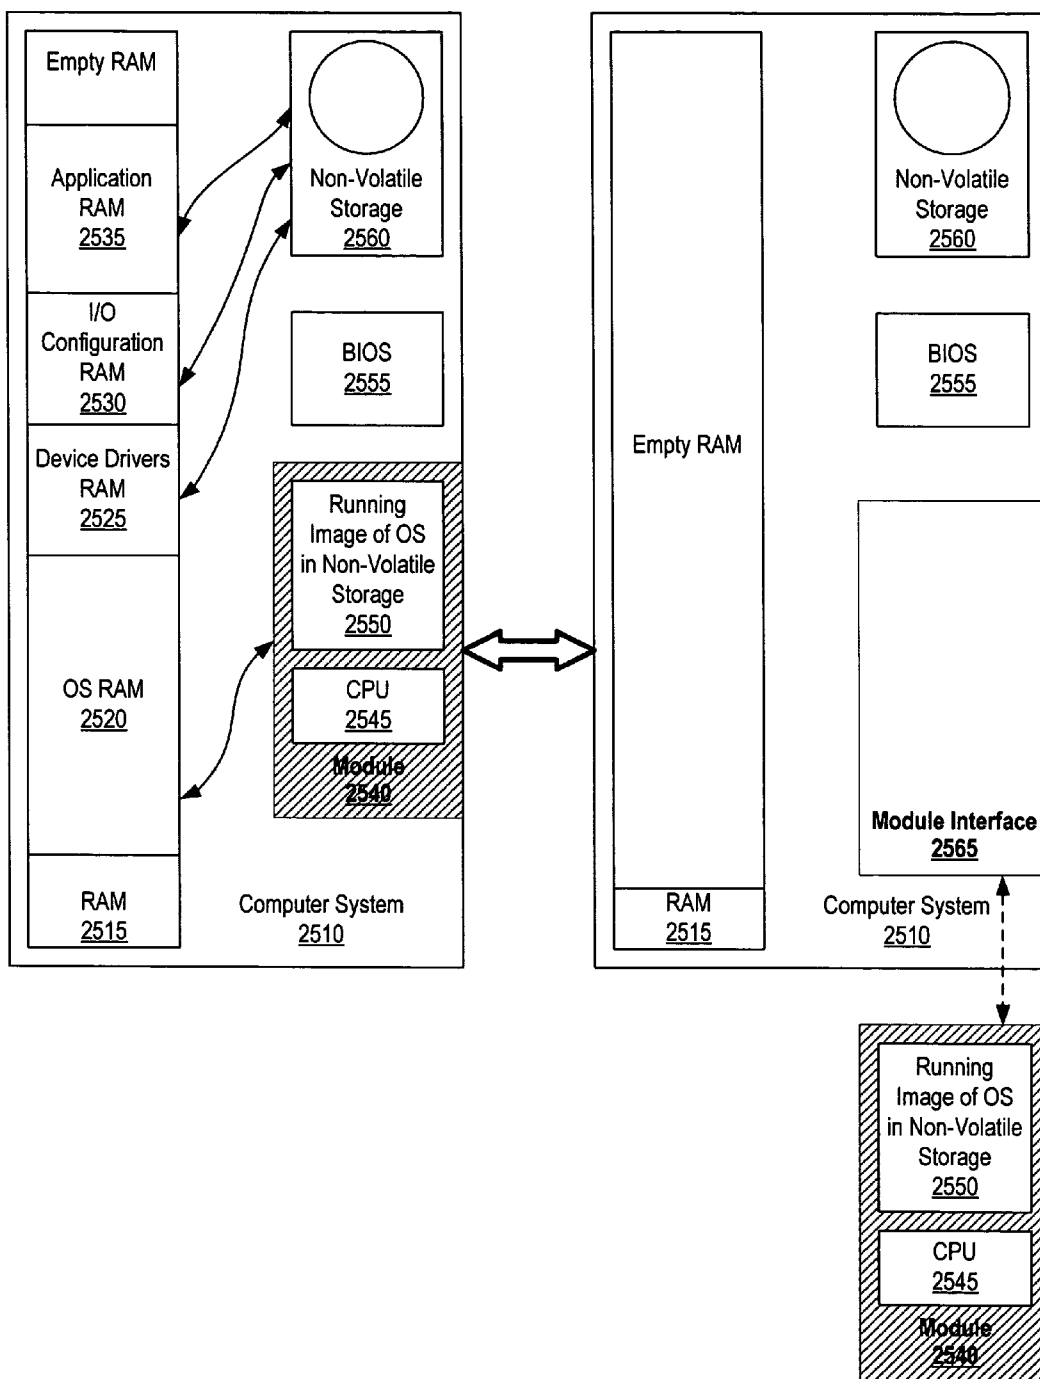 Empty RAM
Application
RAM
2535
I/O
Configuration
RAM
2530
Device Drivers
RAM
2525
OS RAM
2520
RAM
2515
Non-Volatile
Storage
2560
BIOS
2555
Running
Image of OS
in Non-Volatile
Storage
2550
CPU
2545
Module
2540
Computer System
2510
Empty RAM
RAM
2515
Non-Volatile
Storage
2560
BIOS
2555
Module Interface
2565
Computer System
2510
Running
Image of OS
in Non-Volatile
Storage
2550
CPU
2545
Module
2540